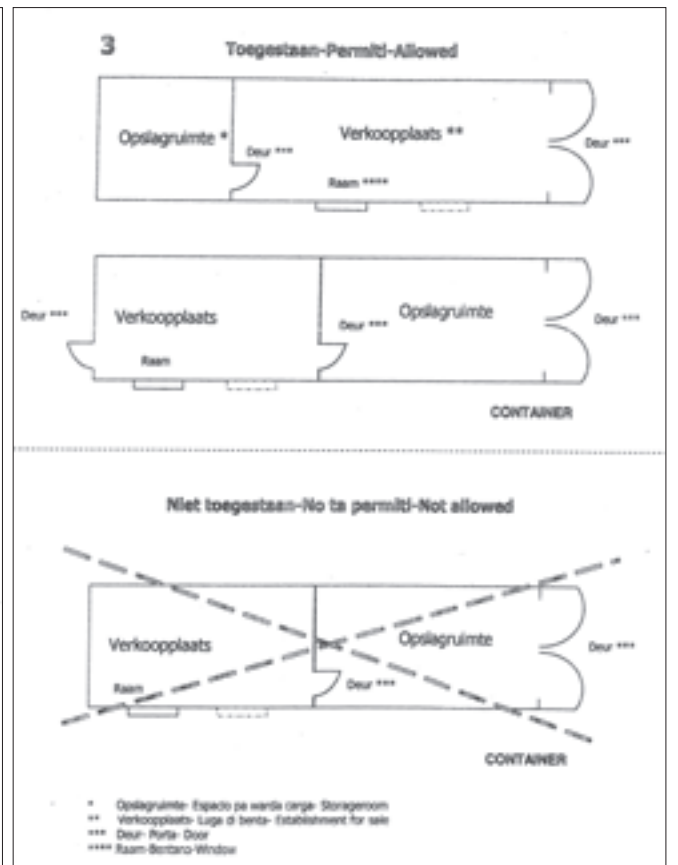 3 Toegestaan-Permiti-Allowed
Opslagruimte *
Deur ***
Verkoopplaats **
Raam ****
Deur ***
Deur ***
Verkoopplaats
Raam
Deur ***
Opslagruimte
Deur ***
CONTAINER
Niet toegestaan-No ta permiti-Not allowed
Verkoopplaats
Raam
Deur ***
Opslagruimte
Deur ***
CONTAINER
* Opslagruimte- Espacio pa warda carga- Storageroom
** Verkoopplaats- Luga di benta- Establishment for sale
*** Deur- Porta- Door
**** Raam-Bentana-Window